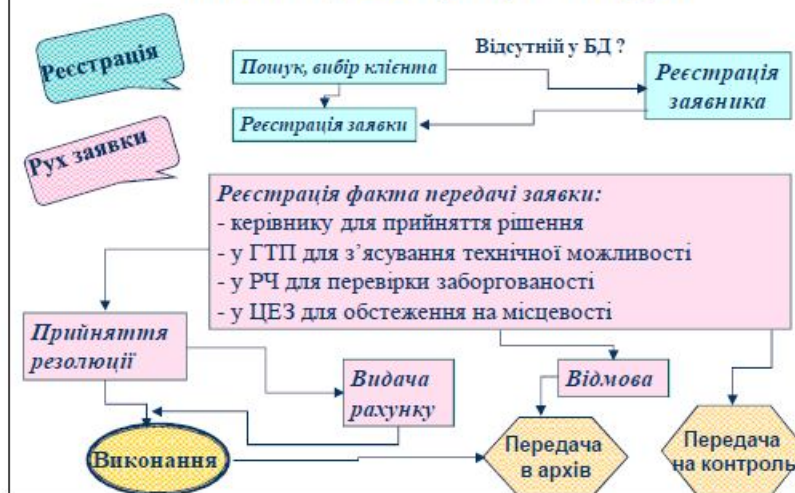 Реєстрація
Пошук, вибір клієнта
Відсутній у БД ?
Реєстрація
заявника
Реєстрація заявки
Рух заявки
Реєстрація факта передачі заявки:
- керівнику для прийняття рішення
- у ГТП для з’ясування технічної можливості
- у РЧ для перевірки заборгованості
- у ЦЕЗ для обстеження на місцевості
Прийняття
резолюції
Видача
рахунку
Відмова
Виконання
Передача
в архів
Передача
на контроль